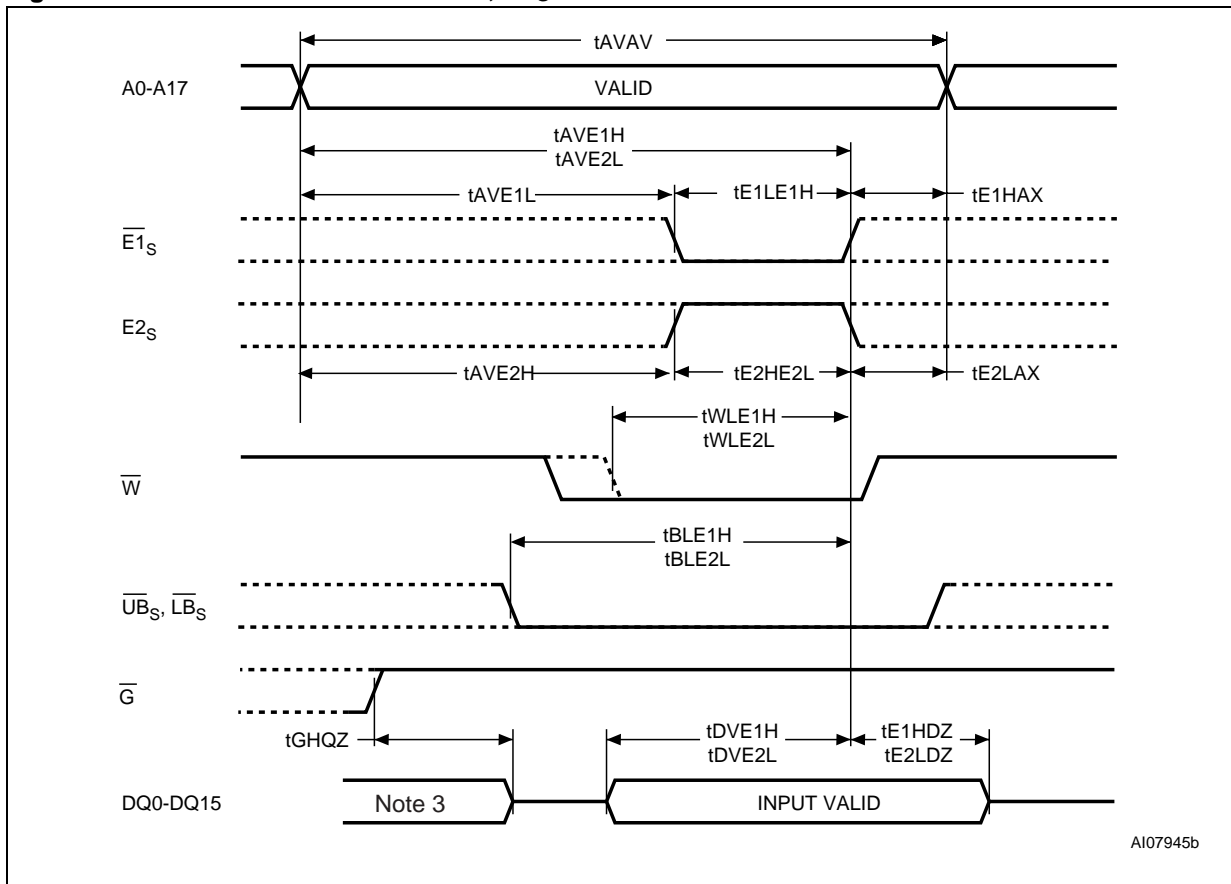 tAVAV
A0-A17
VALID
tAVE1H
tAVE2L
tAVE1L
tE1LE1H
tE1HAX
E1S
E2S
tAVE2H
tE2HE2L
tE2LAX
tWLE1H
tWLE2L
W
tBLE1H
tBLE2L
UBS, LBS
G
tGHQZ
tDVE1H
tDVE2L
tE1HDZ
tE2LDZ
DQ0-DQ15
Note 3
INPUT VALID
AI07945b